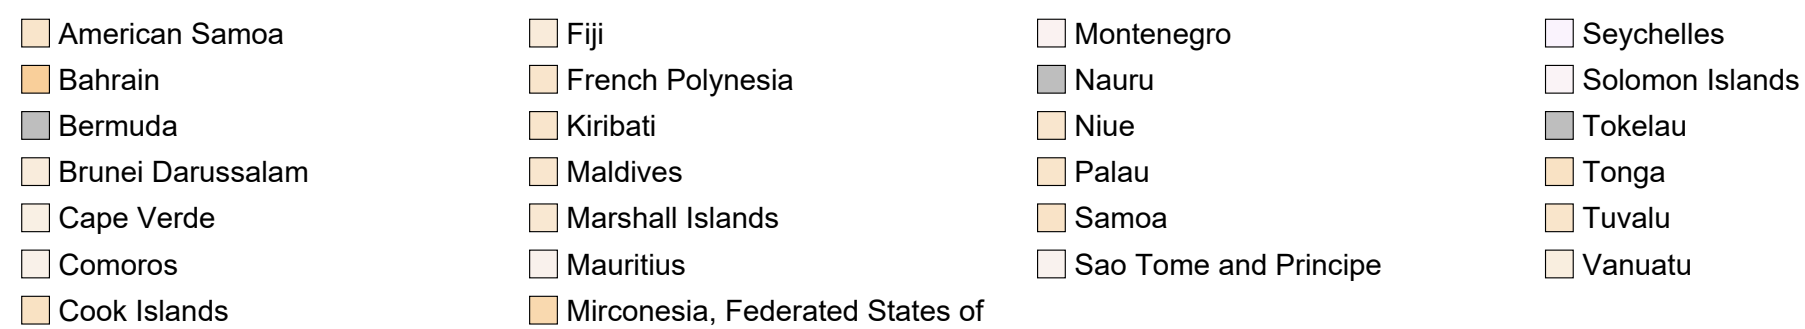 American Samoa
Bahrain
Bermuda
Brunei Darussalam
Cape Verde
Comoros
Cook Islands
Fiji
French Polynesia
Kiribati
Maldives
Marshall Islands
Mauritius
Mirconesia, Federated States of
Montenegro
Nauru
Niue
Palau
Samoa
Sao Tome and Principe
Seychelles
Solomon Islands
Tokelau
Tonga
Tuvalu
Vanuatu